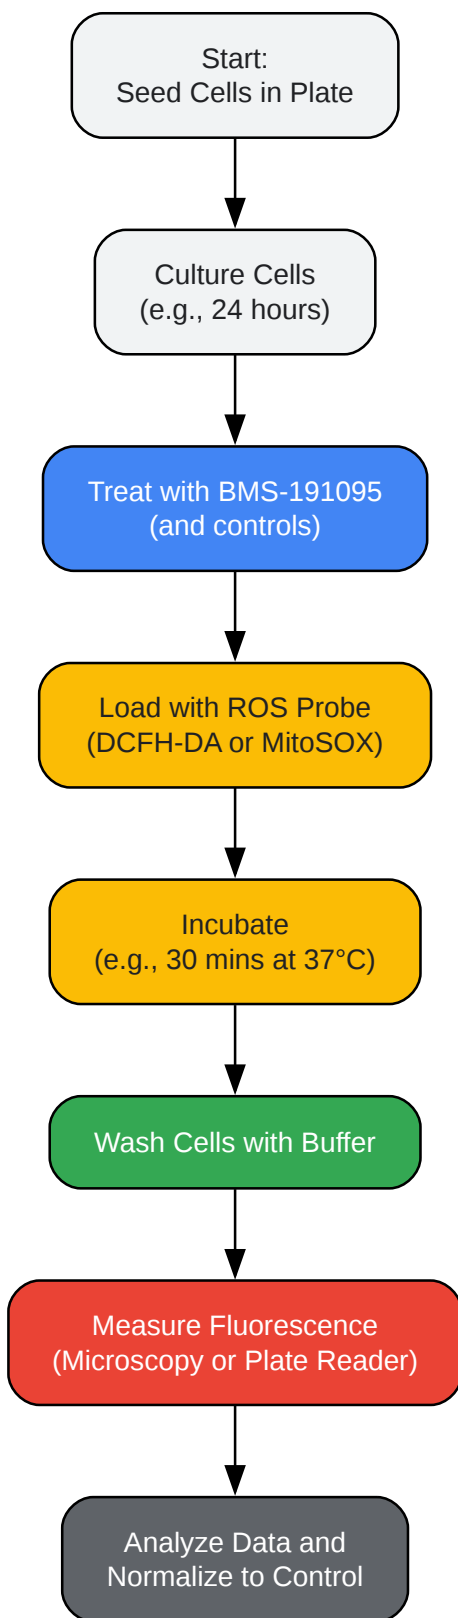 Start:
Seed Cells in Plate
Culture Cells
(e.g., 24 hours)
Treat with BMS-191095
(and controls)
Load with ROS Probe
(DCFH-DA or MitoSOX)
Incubate
(e.g., 30 mins at 37°C)
Wash Cells with Buffer
Measure Fluorescence
(Microscopy or Plate Reader)
Analyze Data and
Normalize to Control